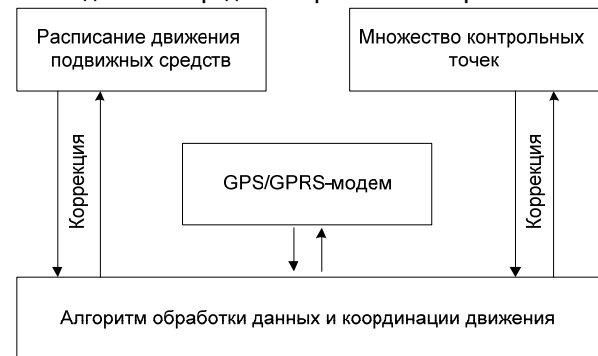 Расписание движения
подвижных средств
Множество контрольных
точек
Коррекция
GPS/GPRS-модем
Коррекция
Алгоритм обработки данных и координации движения